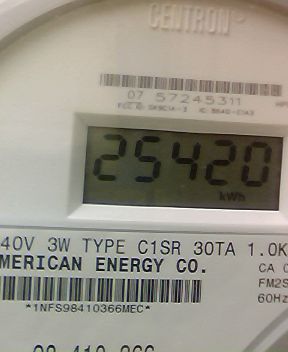 CENTRON
07 57245311
25420
kWh
40V 3W TYPE C1SR 30TA 1.0K
MERICAN ENERGY CO.
CA 0
FM2S
60Hz
*1NFS98410366MEC*